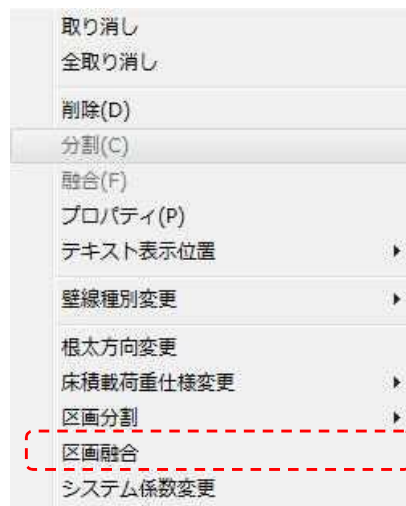 取り消し
全取り消し
削除(D)
分割(C)
融合(F)
プロパティ(P)
テキスト表示位置
壁線種別変更
根太方向変更
床積載荷重仕様変更
区画分割
区画融合
システム係数変更